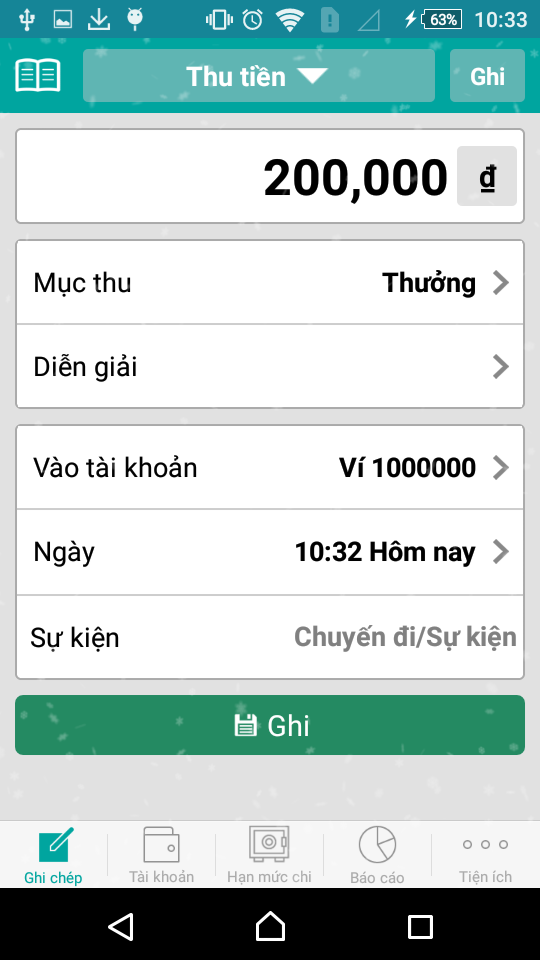 63% 10:33
Thu tiền Ghi
200,000 đ
Mục thu Thưởng
Diễn giải
Vào tài khoản Ví 1000000
Ngày 10:32 Hôm nay
Sự kiện Chuyến đi/Sự kiện
Ghi
Ghi chép Tài khoản Hạn mức chi Báo cáo Tiện ích